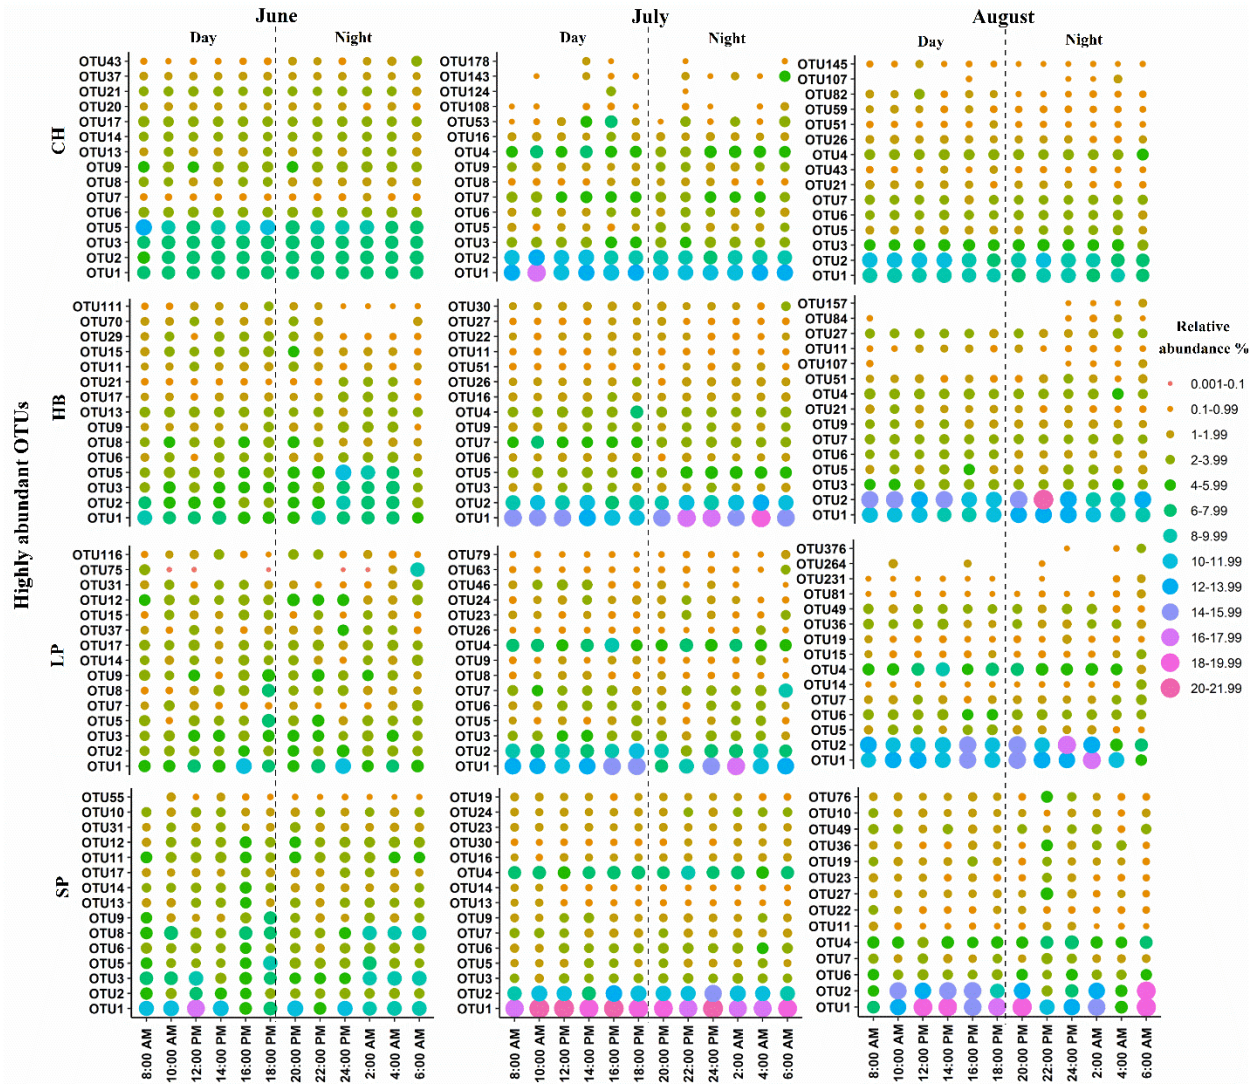 June
July
August
Day
Night
Day
Night
Day
Night
Highly abundant OTUs
CH
OTU43
OTU37
OTU21
OTU20
OTU17
OTU14
OTU13
OTU9
OTU8
OTU7
OTU6
OTU5
OTU3
OTU2
OTU1
OTU178
OTU143
OTU124
OTU108
OTU53
OTU16
OTU4
OTU9
OTU8
OTU7
OTU6
OTU5
OTU3
OTU2
OTU1
OTU145
OTU107
OTU82
OTU59
OTU51
OTU26
OTU4
OTU43
OTU21
OTU7
OTU6
OTU5
OTU3
OTU2
OTU1
HB
OTU111
OTU70
OTU29
OTU15
OTU11
OTU21
OTU17
OTU13
OTU9
OTU8
OTU6
OTU5
OTU3
OTU2
OTU1
OTU30
OTU27
OTU22
OTU11
OTU51
OTU26
OTU16
OTU4
OTU9
OTU7
OTU6
OTU5
OTU3
OTU2
OTU1
OTU157
OTU84
OTU27
OTU11
OTU107
OTU51
OTU4
OTU21
OTU9
OTU7
OTU6
OTU5
OTU3
OTU2
OTU1
LP
OTU116
OTU75
OTU31
OTU12
OTU15
OTU37
OTU17
OTU14
OTU9
OTU8
OTU7
OTU5
OTU3
OTU2
OTU1
OTU79
OTU63
OTU46
OTU24
OTU23
OTU26
OTU4
OTU9
OTU8
OTU7
OTU6
OTU5
OTU3
OTU2
OTU1
OTU376
OTU264
OTU231
OTU81
OTU49
OTU36
OTU19
OTU15
OTU4
OTU14
OTU7
OTU6
OTU5
OTU2
OTU1
SP
OTU55
OTU10
OTU31
OTU12
OTU11
OTU17
OTU14
OTU13
OTU9
OTU8
OTU6
OTU5
OTU3
OTU2
OTU1
OTU19
OTU24
OTU23
OTU30
OTU16
OTU4
OTU14
OTU13
OTU9
OTU7
OTU6
OTU5
OTU3
OTU2
OTU1
OTU76
OTU10
OTU49
OTU36
OTU19
OTU23
OTU27
OTU22
OTU11
OTU4
OTU7
OTU6
OTU2
OTU1
8:00 AM
10:00 AM
12:00 PM
14:00 PM
16:00 PM
18:00 PM
20:00 PM
22:00 PM
24:00 PM
2:00 AM
4:00 AM
6:00 AM
8:00 AM
10:00 AM
12:00 PM
14:00 PM
16:00 PM
18:00 PM
20:00 PM
22:00 PM
24:00 PM
2:00 AM
4:00 AM
6:00 AM
8:00 AM
10:00 AM
12:00 PM
14:00 PM
16:00 PM
18:00 PM
20:00 PM
22:00 PM
24:00 PM
2:00 AM
4:00 AM
6:00 AM
Relative
abundance %
0.001-0.1
0.1-0.99
1-1.99
2-3.99
4-5.99
6-7.99
8-9.99
10-11.99
12-13.99
14-15.99
16-17.99
18-19.99
20-21.99